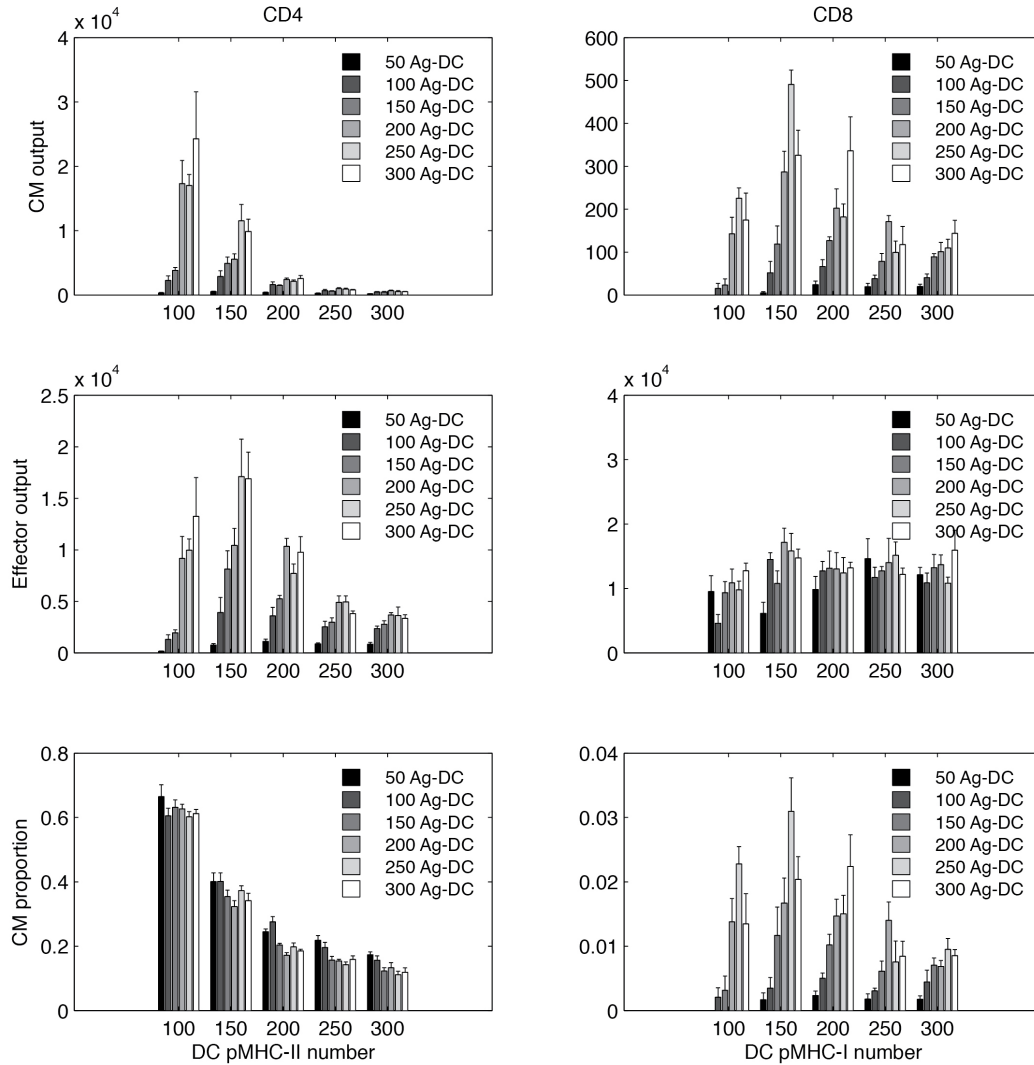 CD4
x 10^4
CM output
4
3
2
1
0
50 Ag-DC
100 Ag-DC
150 Ag-DC
200 Ag-DC
250 Ag-DC
300 Ag-DC
100 150 200 250 300
CD8
600
500
400
300
200
100
0
50 Ag-DC
100 Ag-DC
150 Ag-DC
200 Ag-DC
250 Ag-DC
300 Ag-DC
100 150 200 250 300
x 10^4
Effector output
2.5
2
1.5
1
0.5
0
50 Ag-DC
100 Ag-DC
150 Ag-DC
200 Ag-DC
250 Ag-DC
300 Ag-DC
100 150 200 250 300
x 10^4
4
3
2
1
0
50 Ag-DC
100 Ag-DC
150 Ag-DC
200 Ag-DC
250 Ag-DC
300 Ag-DC
100 150 200 250 300
CM proportion
0.8
0.6
0.4
0.2
0
50 Ag-DC
100 Ag-DC
150 Ag-DC
200 Ag-DC
250 Ag-DC
300 Ag-DC
100 150 200 250 300
DC pMHC-II number
0.04
0.03
0.02
0.01
0
50 Ag-DC
100 Ag-DC
150 Ag-DC
200 Ag-DC
250 Ag-DC
300 Ag-DC
100 150 200 250 300
DC pMHC-I number